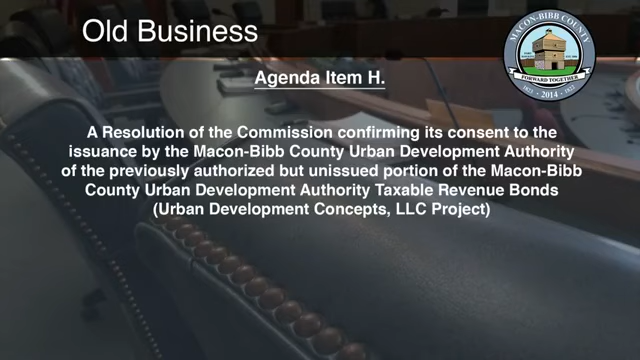 Old Business
MACON-BIBB COUNTY
FORWARD TOGETHER
2014
Agenda Item H.
A Resolution of the Commission confirming its consent to the
issuance by the Macon-Bibb County Urban Development Authority
of the previously authorized but unissued portion of the Macon-Bibb
County Urban Development Authority Taxable Revenue Bonds
(Urban Development Concepts, LLC Project)